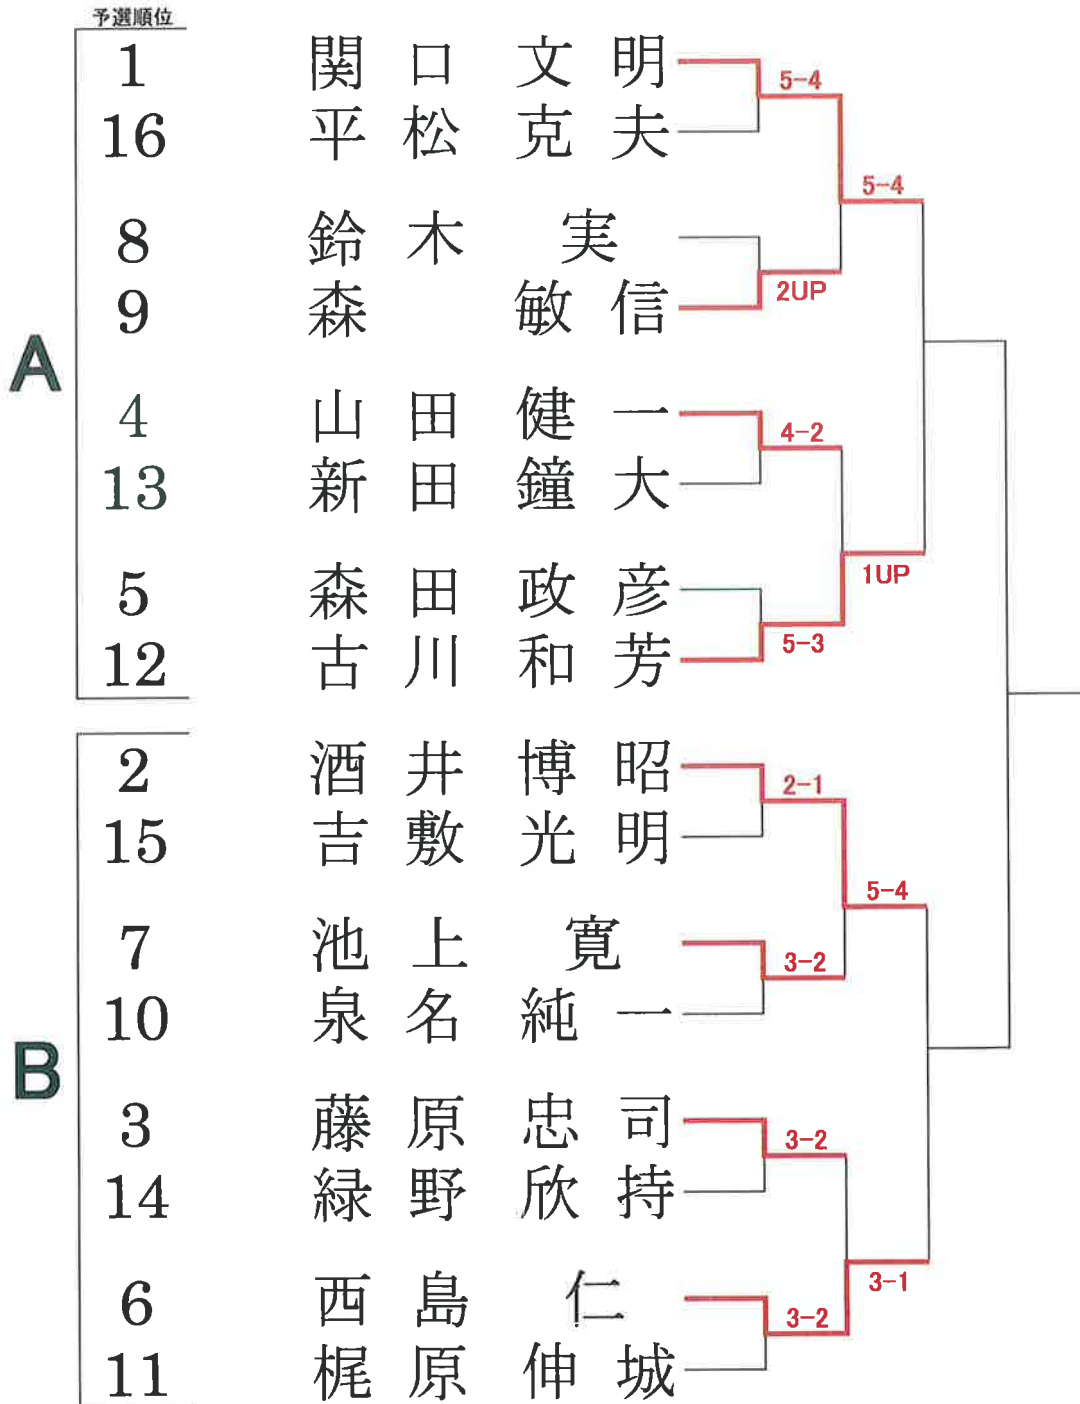 予選順位
1 関口文明
5-4
16 平松克夫
5-4
8 鈴木 実
2UP
9 森 敏信
A
4 山田健一
4-2
13 新田鐘大
1UP
5 森田政彦
5-3
12 古川和芳
2 酒井博昭
2-1
15 吉敷光明
5-4
7 池上 寛
3-2
10 泉名純一
B
3 藤原忠司
3-2
14 緑野欣持
3-1
6 西島 仁
3-2
11 梶原伸城